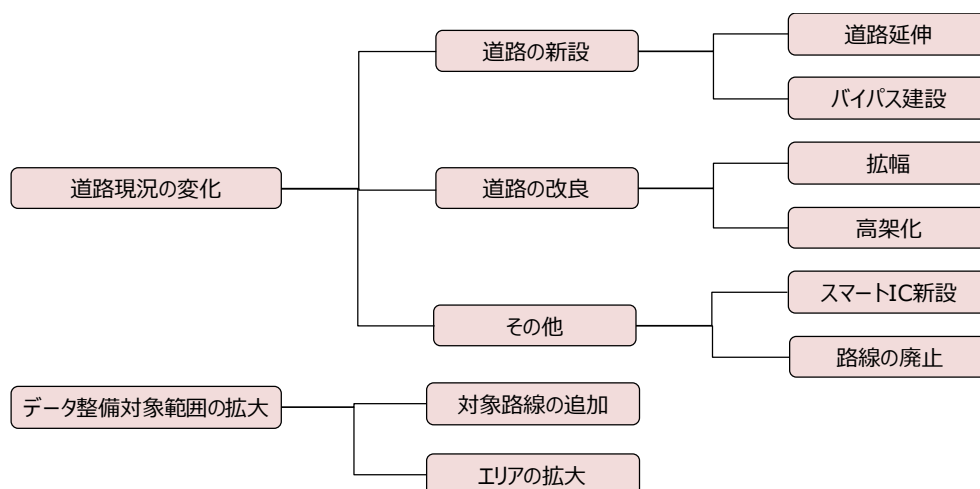 道路現況の変化
道路の新設
道路延伸
バイパス建設
道路の改良
拡幅
高架化
その他
スマートIC新設
路線の廃止
データ整備対象範囲の拡大
対象路線の追加
エリアの拡大